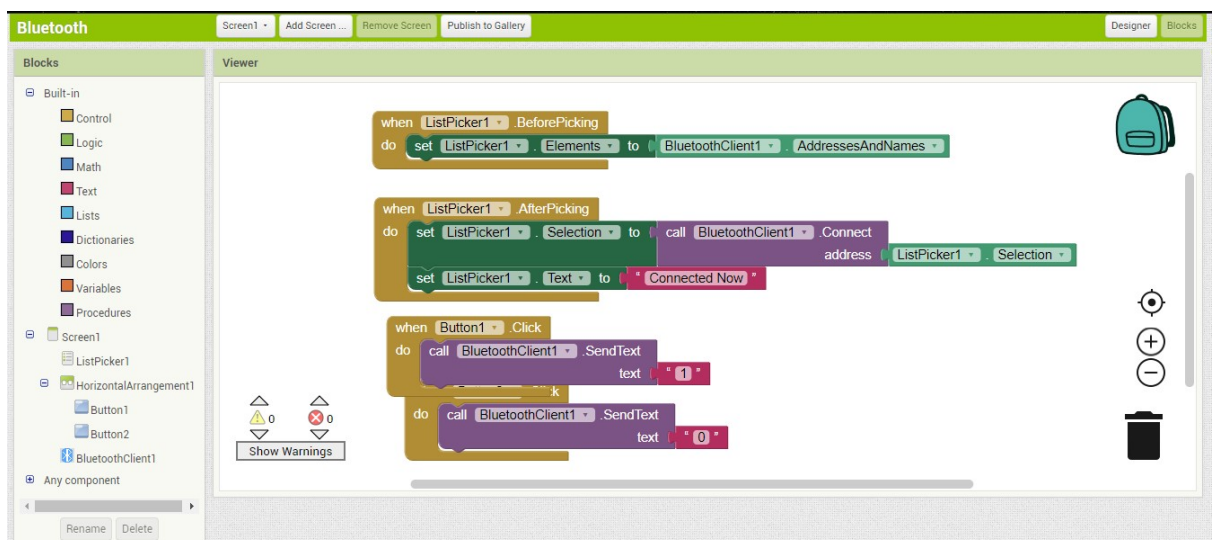 Bluetooth
Screen1
Add Screen ...
Remove Screen
Publish to Gallery
Designer
Blocks
Blocks
Viewer
Built-in
Control
Logic
Math
Text
Lists
Dictionaries
Colors
Variables
Procedures
Screen1
ListPicker1
HorizontalArrangement1
Button1
Button2
BluetoothClient1
Any component
Rename
Delete
when ListPicker1 .BeforePicking
do set ListPicker1 . Elements to BluetoothClient1 . AddressesAndNames
when ListPicker1 .AfterPicking
do set ListPicker1 . Selection to call BluetoothClient1 .Connect
address ListPicker1 . Selection
set ListPicker1 . Text to " Connected Now "
when Button1 .Click
do call BluetoothClient1 .SendText
text " 1 "
do call BluetoothClient1 .SendText
text " 0 "
0
0
Show Warnings